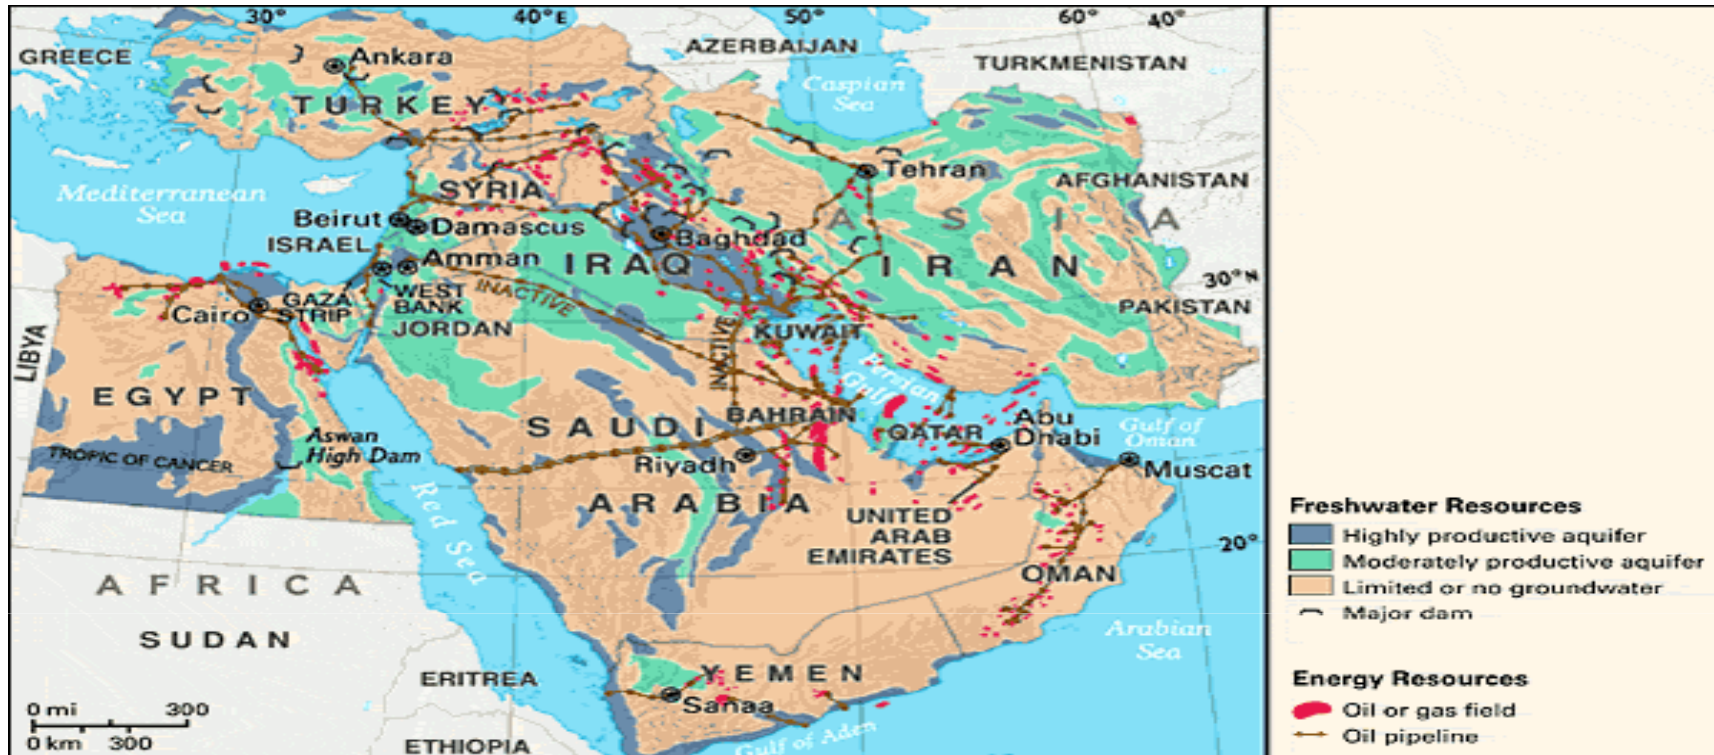 30°
40°E
50°
60°
40°
GREECE
Ankara
AZERBAIJAN
TURKMENISTAN
Caspian
Sea
TURKEY
Tehran
Mediterranean
Sea
SYRIA
AFGHANISTAN
ASIA
Beirut
Damascus
ISRAEL
Baghdad
Amman
IRAQ
IRAN
30°N
GAZA
STRIP
WEST
BANK
INACTIVE
PAKISTAN
Cairo
JORDAN
KUWAIT
LIBYA
INACTIVE
Persian
Gulf
EGYPT
BAHRAIN
Abu
Dhabi
Gulf of
Oman
SAUDI
QATAR
Aswan
High Dam
TROPIC OF CANCER
Riyadh
Muscat
Red Sea
ARABIA
UNITED
ARAB
EMIRATES
20°
OMAN
AFRICA
SUDAN
Arabian
Sea
ERITREA
YEMEN
Sanaa
0 mi 300
0 km 300
ETHIOPIA
Gulf of Aden
Freshwater Resources
Highly productive aquifer
Moderately productive aquifer
Limited or no groundwater
Major dam
Energy Resources
Oil or gas field
Oil pipeline